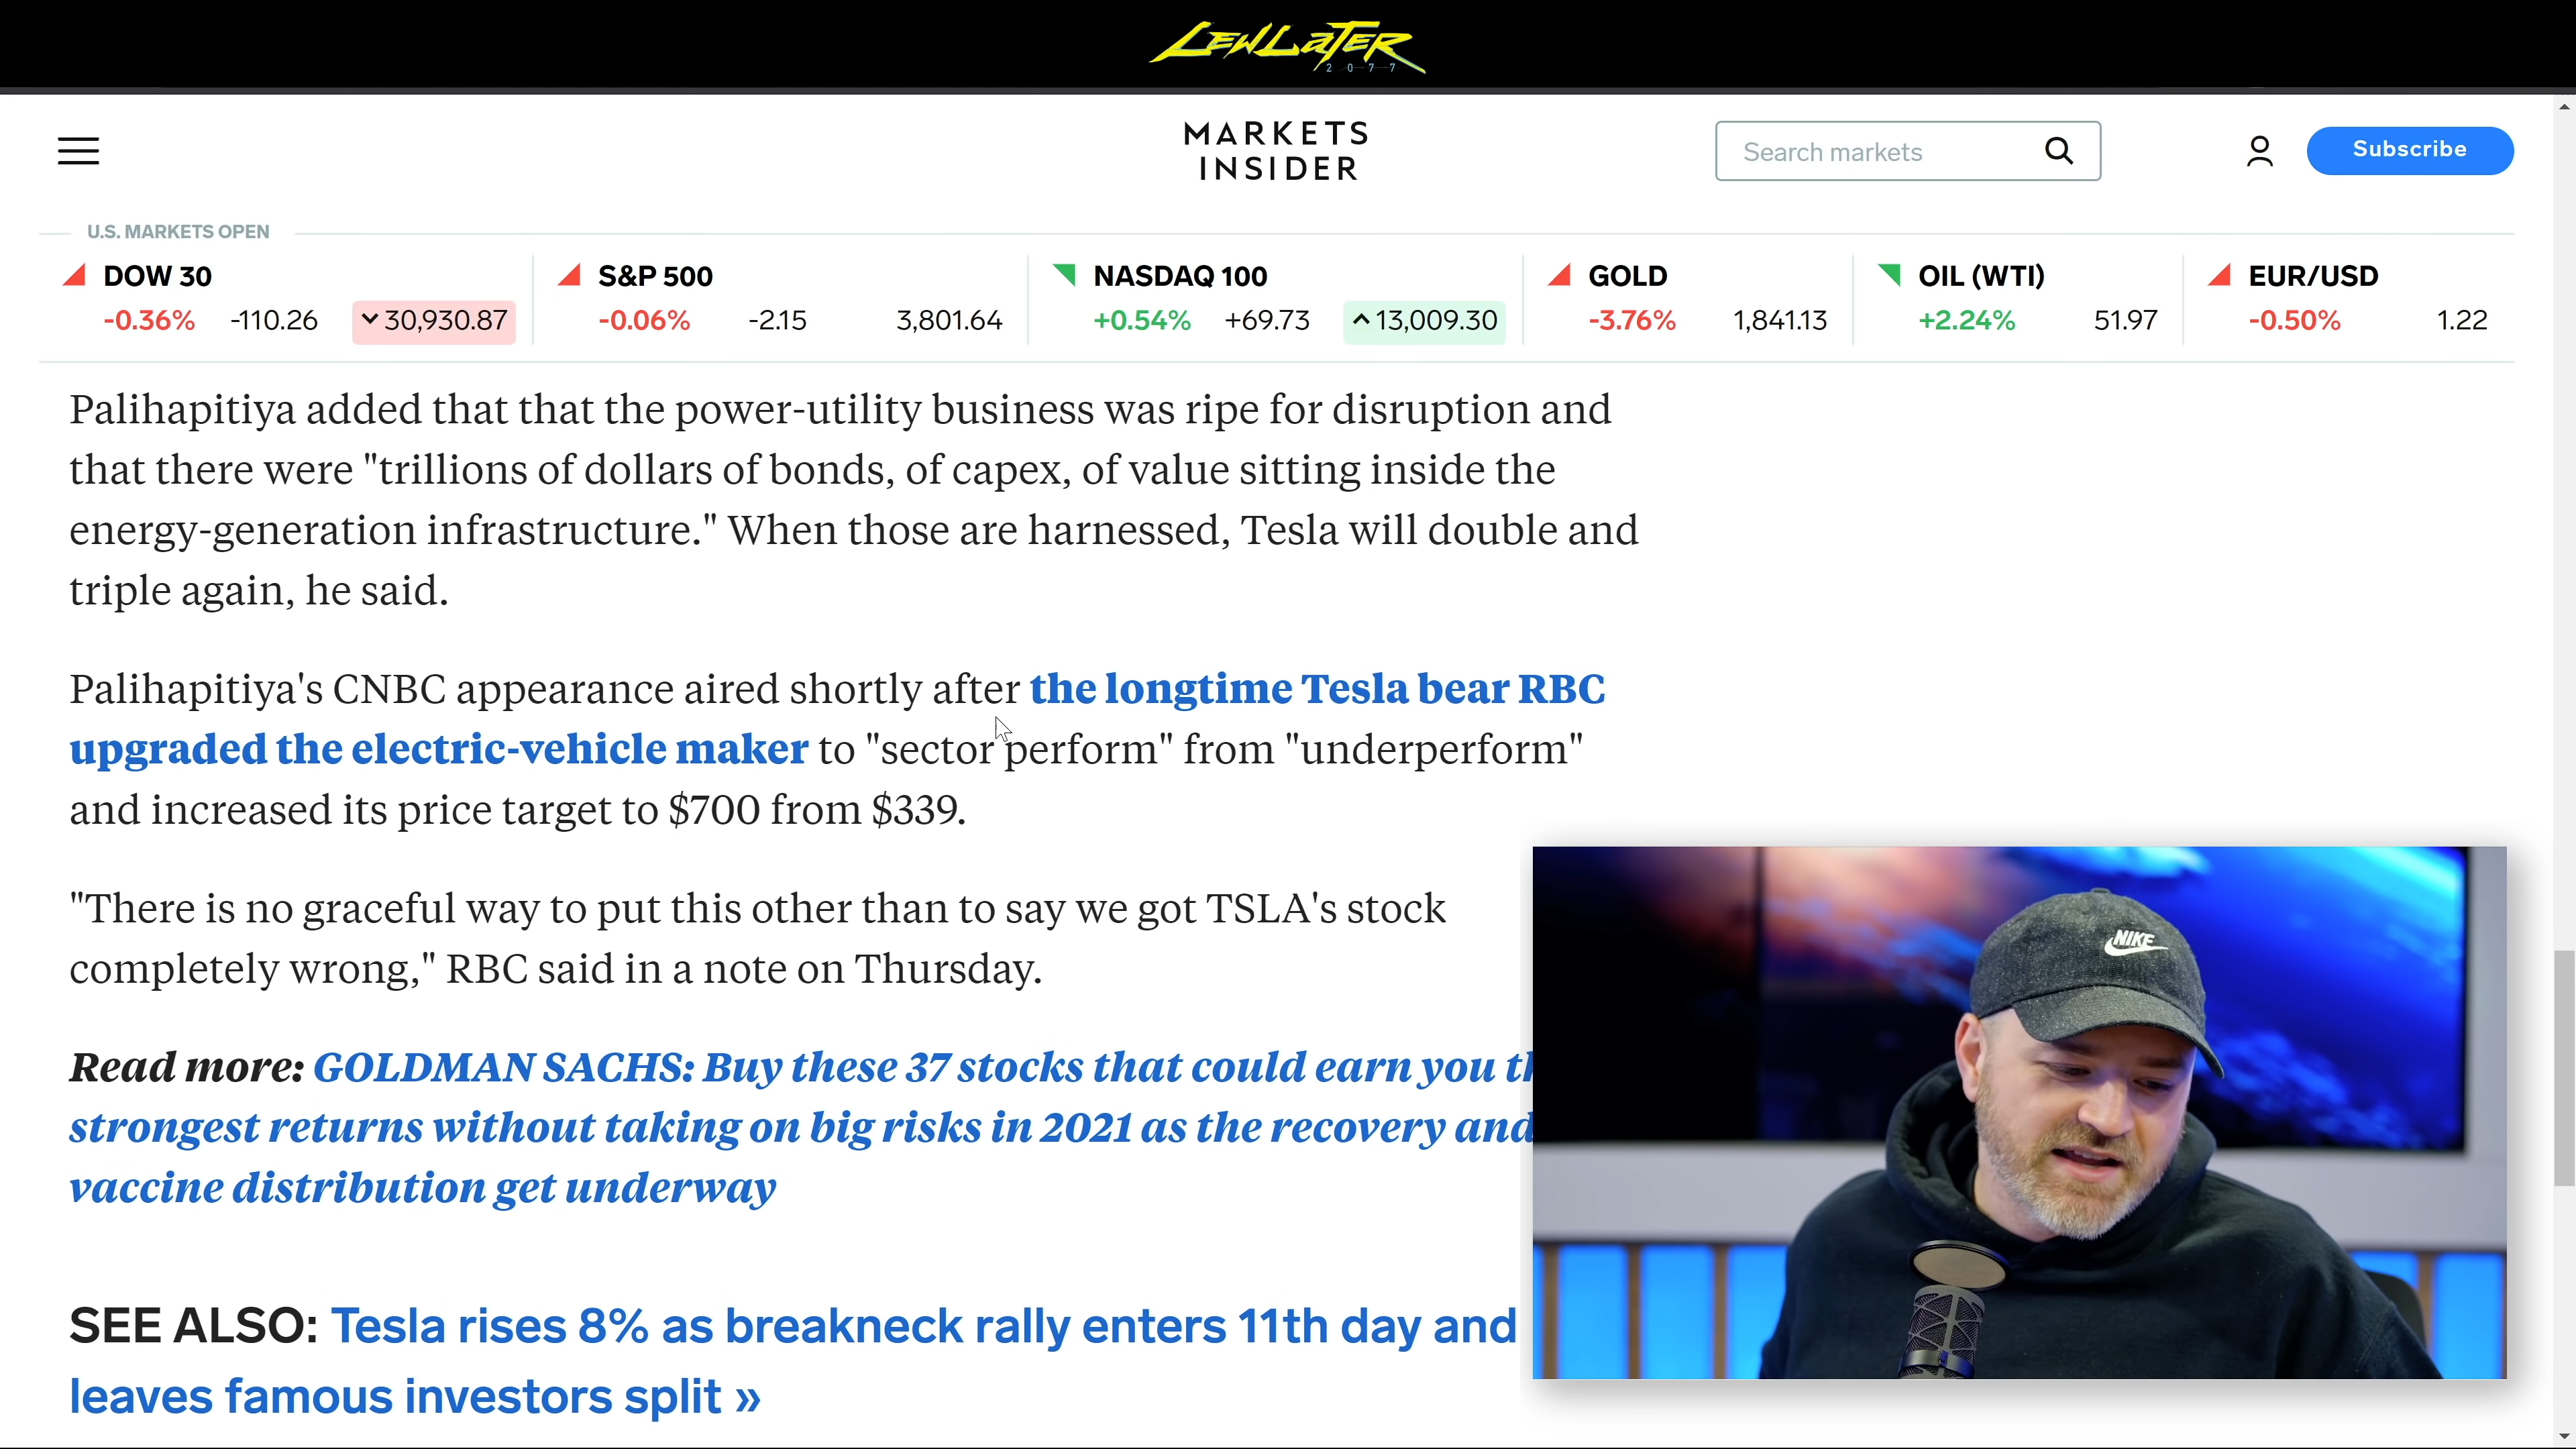 LEWLATER
2077
MARKETS
INSIDER
Search markets
Subscribe
U.S. MARKETS OPEN
DOW 30
-0.36% -110.26 30,930.87
S&P 500
-0.06% -2.15 3,801.64
NASDAQ 100
+0.54% +69.73 13,009.30
GOLD
-3.76% 1,841.13
OIL (WTI)
+2.24% 51.97
EUR/USD
-0.50% 1.22
Palihapitiya added that that the power-utility business was ripe for disruption and
that there were "trillions of dollars of bonds, of capex, of value sitting inside the
energy-generation infrastructure." When those are harnessed, Tesla will double and
triple again, he said.
Palihapitiya's CNBC appearance aired shortly after the longtime Tesla bear RBC
upgraded the electric-vehicle maker to "sector perform" from "underperform"
and increased its price target to $700 from $339.
"There is no graceful way to put this other than to say we got TSLA's stock
completely wrong," RBC said in a note on Thursday.
Read more: GOLDMAN SACHS: Buy these 37 stocks that could earn you
strongest returns without taking on big risks in 2021 as the recovery and
vaccine distribution get underway
SEE ALSO: Tesla rises 8% as breakneck rally enters 11th day and
leaves famous investors split »
NIKE